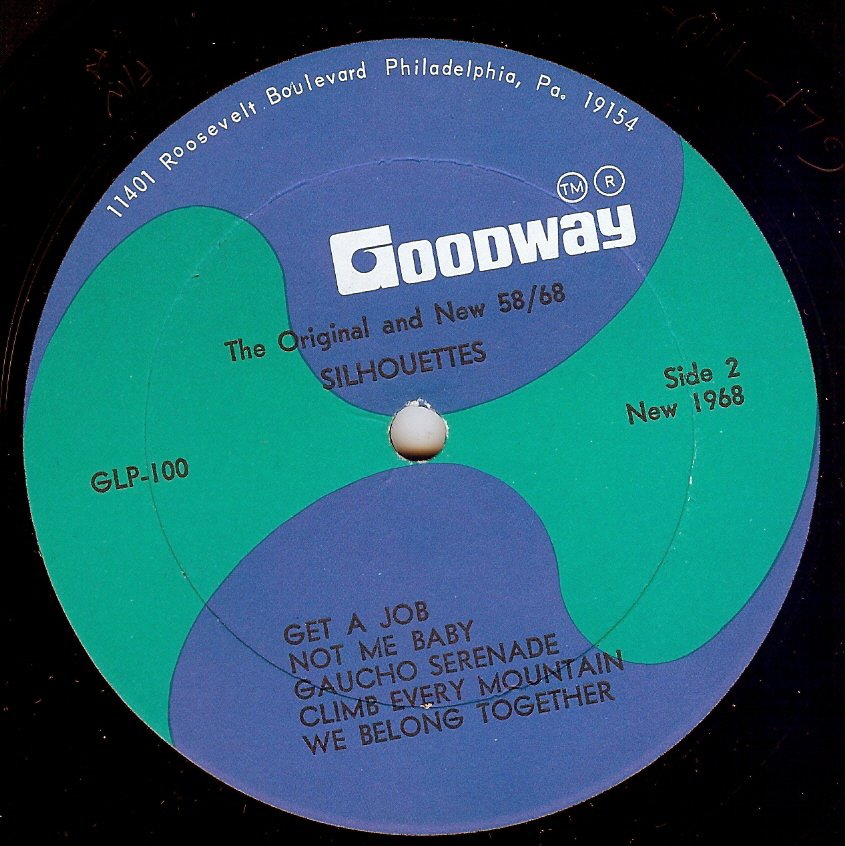 11401 Roosevelt Boulevard Philadelphia, Pa. 19154
TM R
GOODWAY
The Original and New 58/68
SILHOUETTES
Side 2
New 1968
GLP-100
GET A JOB
NOT ME BABY
GAUCHO SERENADE
CLIMB EVERY MOUNTAIN
WE BELONG TOGETHER